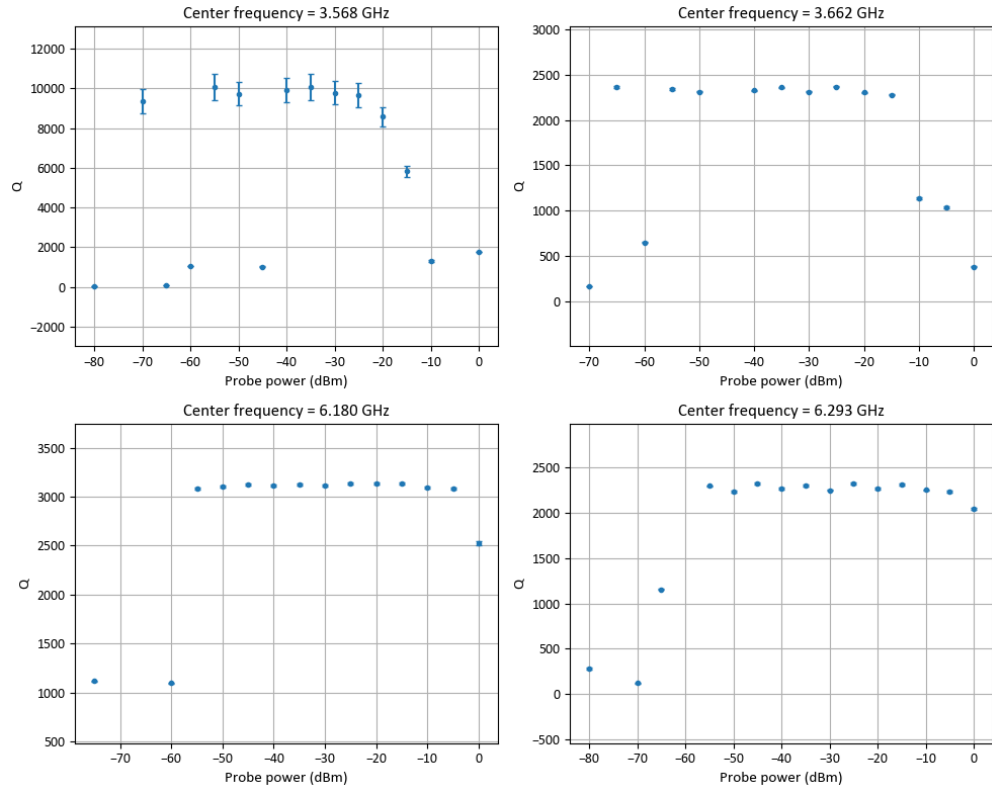 Center frequency = 3.568 GHz
12000
10000
8000
6000
4000
2000
0
−2000
Q
−80 −70 −60 −50 −40 −30 −20 −10 0
Probe power (dBm)
Center frequency = 3.662 GHz
3000
2500
2000
1500
1000
500
0
Q
−70 −60 −50 −40 −30 −20 −10 0
Probe power (dBm)
Center frequency = 6.180 GHz
3500
3000
2500
2000
1500
1000
500
Q
−70 −60 −50 −40 −30 −20 −10 0
Probe power (dBm)
Center frequency = 6.293 GHz
2500
2000
1500
1000
500
0
−500
Q
−80 −70 −60 −50 −40 −30 −20 −10 0
Probe power (dBm)